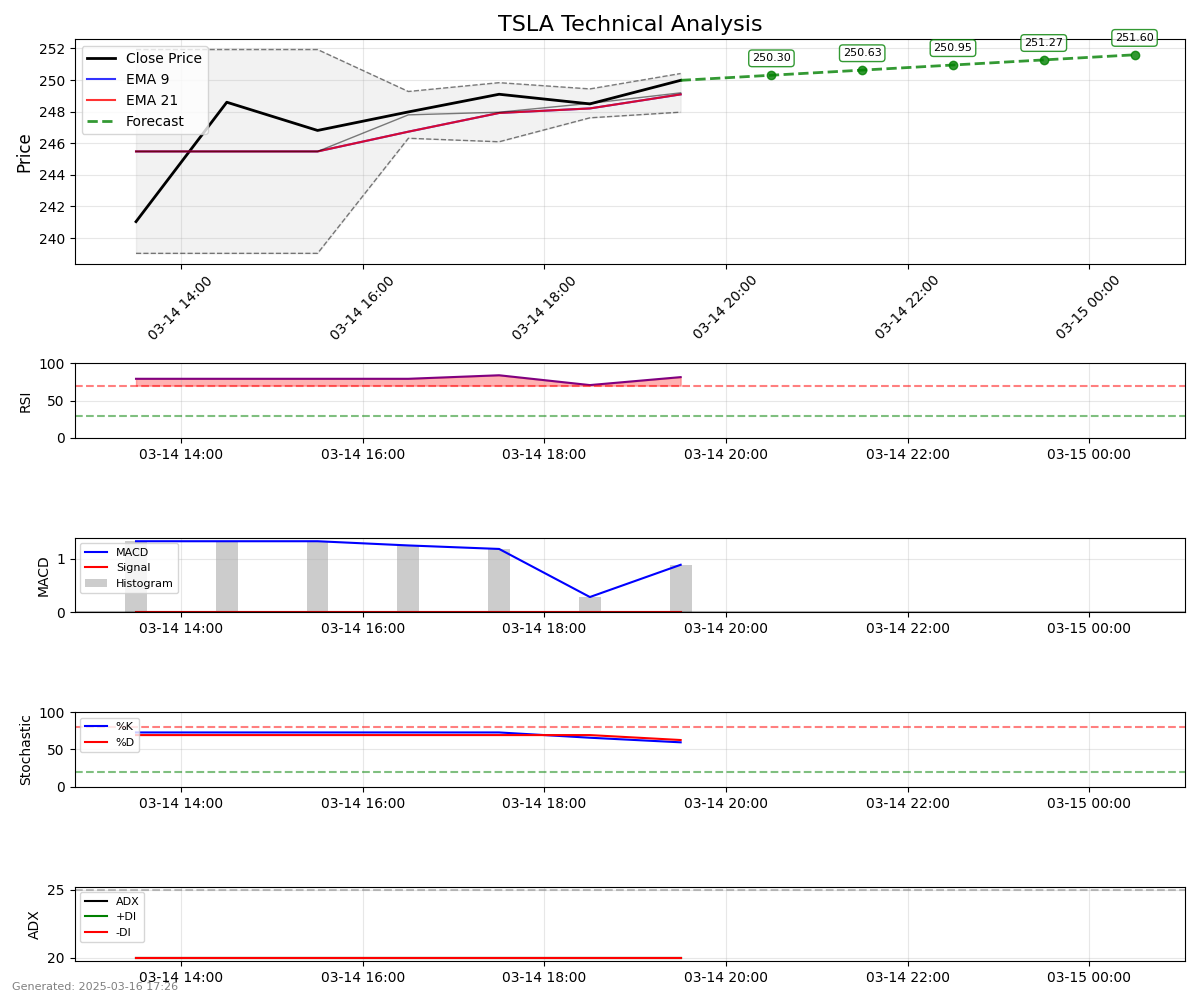 TSLA Technical Analysis
252
250
248
246
244
242
240
Price
Close Price
EMA 9
EMA 21
Forecast
250.30
250.63
250.95
251.27
251.60
03-14 14:00
03-14 16:00
03-14 18:00
03-14 20:00
03-14 22:00
03-15 00:00
100
50
0
RSI
03-14 14:00
03-14 16:00
03-14 18:00
03-14 20:00
03-14 22:00
03-15 00:00
1
0
MACD
MACD
Signal
Histogram
03-14 14:00
03-14 16:00
03-14 18:00
03-14 20:00
03-14 22:00
03-15 00:00
100
50
0
Stochastic
%K
%D
03-14 14:00
03-14 16:00
03-14 18:00
03-14 20:00
03-14 22:00
03-15 00:00
25
20
ADX
ADX
+DI
-DI
03-14 14:00
03-14 16:00
03-14 18:00
03-14 20:00
03-14 22:00
03-15 00:00
Generated: 2025-03-16 17:26